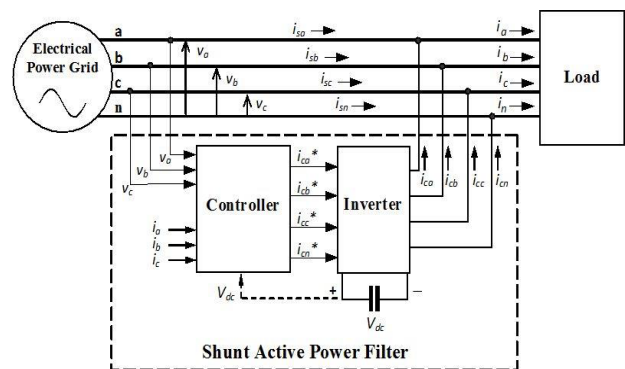 a i_sa i_a
Electrical
Power Grid
b i_sb i_b
v_a
v_b
c i_sc i_c
v_c
n i_sn i_n
Load
v_a
v_b
v_c
i_ca* i_ca i_cb i_cc i_cn
i_cb*
Controller
Inverter
i_a
i_b
i_c
i_cc*
i_cn*
V_dc
+ –
V_dc
Shunt Active Power Filter